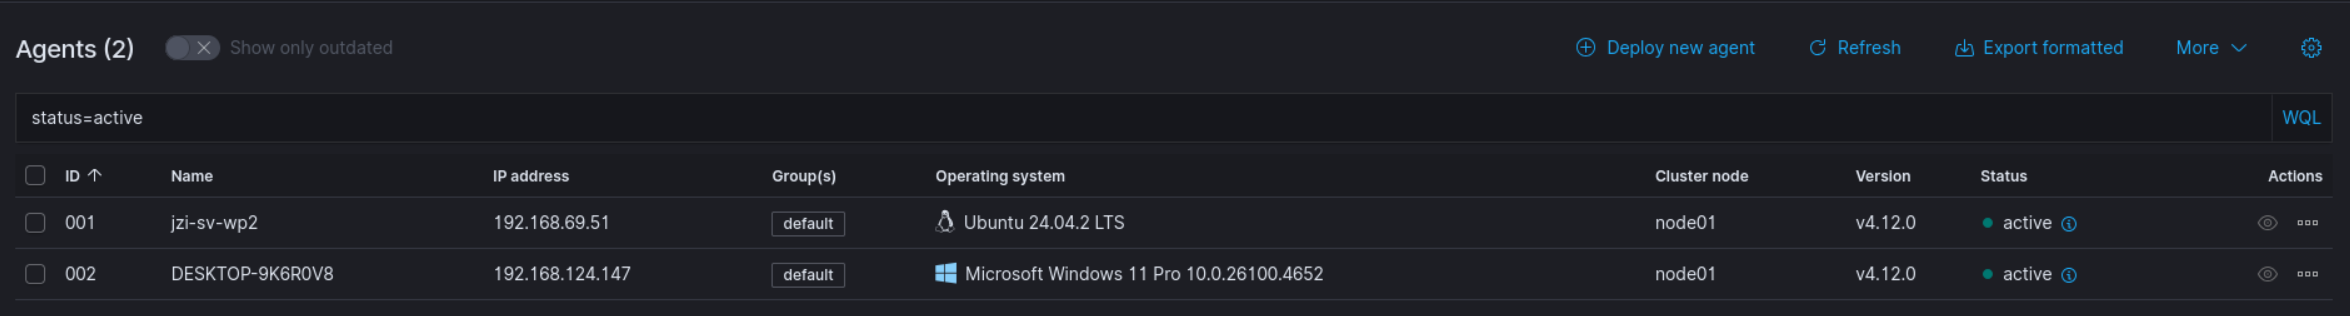 Agents (2) Show only outdated Deploy new agent Refresh Export formatted More
status=active WQL
ID Name IP address Group(s) Operating system Cluster node Version Status Actions
001 jzi-sv-wp2 192.168.69.51 default Ubuntu 24.04.2 LTS node01 v4.12.0 active
002 DESKTOP-9K6R0V8 192.168.124.147 default Microsoft Windows 11 Pro 10.0.26100.4652 node01 v4.12.0 active